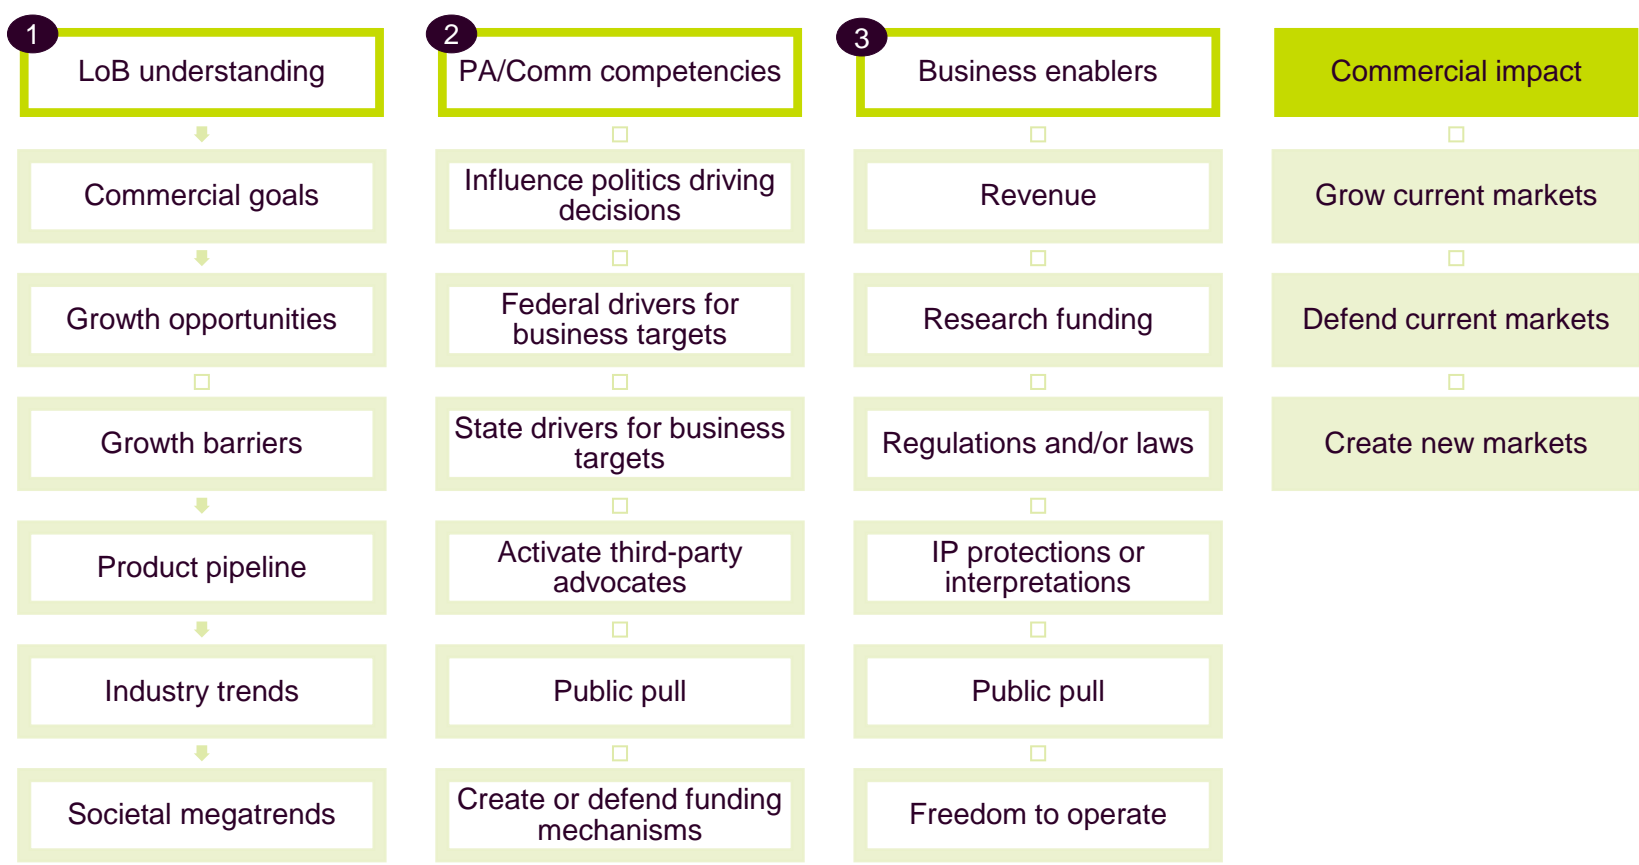 1
LoB understanding
Commercial goals
Growth opportunities
Growth barriers
Product pipeline
Industry trends
Societal megatrends
2
PA/Comm competencies
Influence politics driving
decisions
Federal drivers for
business targets
State drivers for business
targets
Activate third-party
advocates
Public pull
Create or defend funding
mechanisms
3
Business enablers
Revenue
Research funding
Regulations and/or laws
IP protections or
interpretations
Public pull
Freedom to operate
Commercial impact
Grow current markets
Defend current markets
Create new markets